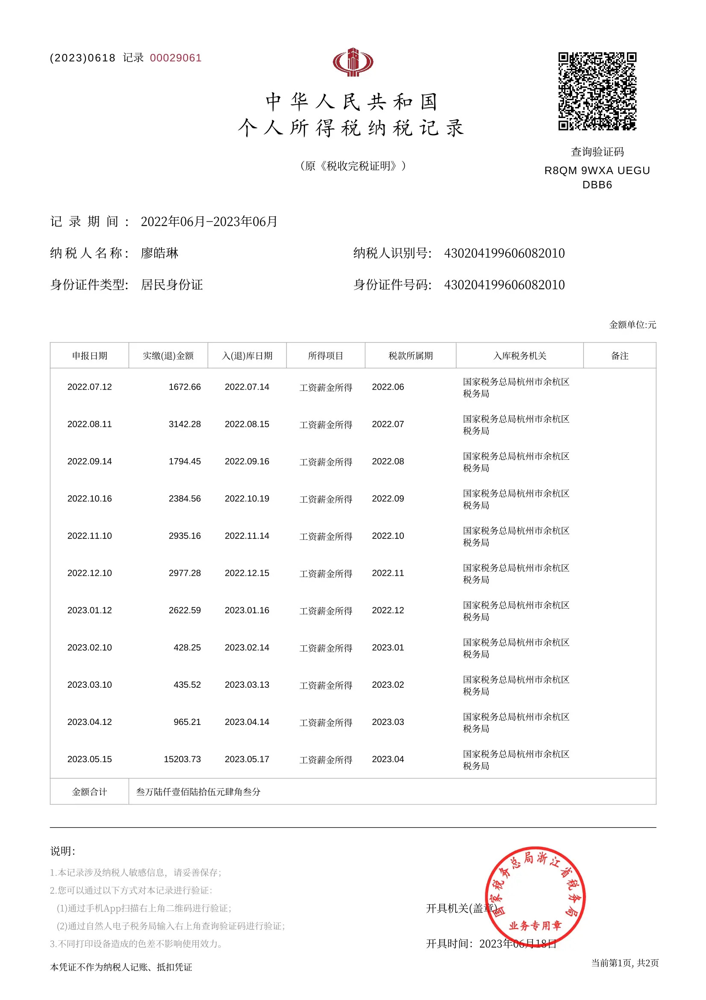 (2023)0618 记录 00029061
中华人民共和国
个人所得税纳税记录
（原《税收完税证明》）
查询验证码
R8QM 9WXA UEGU
DBB6
记录期间: 2022年06月–2023年06月
纳税人名称: 廖皓琳 纳税人识别号: 430204199606082010
身份证件类型: 居民身份证 身份证件号码: 430204199606082010
金额单位:元
申报日期 实缴(退)金额 入(退)库日期 所得项目 税款所属期 入库税务机关 备注
2022.07.12 1672.66 2022.07.14 工资薪金所得 2022.06 国家税务总局杭州市余杭区
税务局
2022.08.11 3142.28 2022.08.15 工资薪金所得 2022.07 国家税务总局杭州市余杭区
税务局
2022.09.14 1794.45 2022.09.16 工资薪金所得 2022.08 国家税务总局杭州市余杭区
税务局
2022.10.16 2384.56 2022.10.19 工资薪金所得 2022.09 国家税务总局杭州市余杭区
税务局
2022.11.10 2935.16 2022.11.14 工资薪金所得 2022.10 国家税务总局杭州市余杭区
税务局
2022.12.10 2977.28 2022.12.15 工资薪金所得 2022.11 国家税务总局杭州市余杭区
税务局
2023.01.12 2622.59 2023.01.16 工资薪金所得 2022.12 国家税务总局杭州市余杭区
税务局
2023.02.10 428.25 2023.02.14 工资薪金所得 2023.01 国家税务总局杭州市余杭区
税务局
2023.03.10 435.52 2023.03.13 工资薪金所得 2023.02 国家税务总局杭州市余杭区
税务局
2023.04.12 965.21 2023.04.14 工资薪金所得 2023.03 国家税务总局杭州市余杭区
税务局
2023.05.15 15203.73 2023.05.17 工资薪金所得 2023.04 国家税务总局杭州市余杭区
税务局
金额合计 叁万陆仟壹佰陆拾伍元肆角叁分
说明:
1.本记录涉及纳税人敏感信息，请妥善保存;
2.您可以通过以下方式对本记录进行验证:
(1)通过手机App扫描右上角二维码进行验证;
(2)通过自然人电子税务局输入右上角查询验证码进行验证;
3.不同打印设备造成的色差不影响使用效力。
本凭证不作为纳税人记账、抵扣凭证
开具机关(盖章)
国家税务总局浙江省税务局
业务专用章
开具时间: 2023年06月18日
当前第1页, 共2页